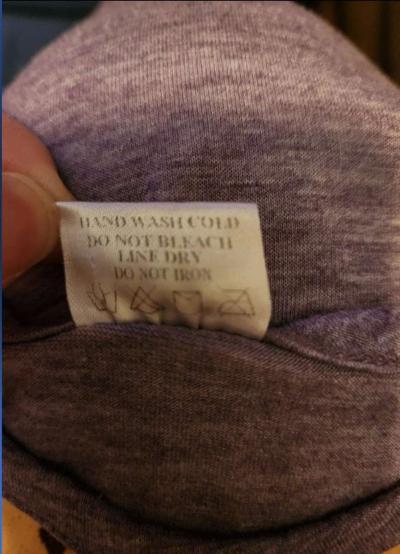 HAND WASH COLD
DO NOT BLEACH
LINE DRY
DO NOT IRON